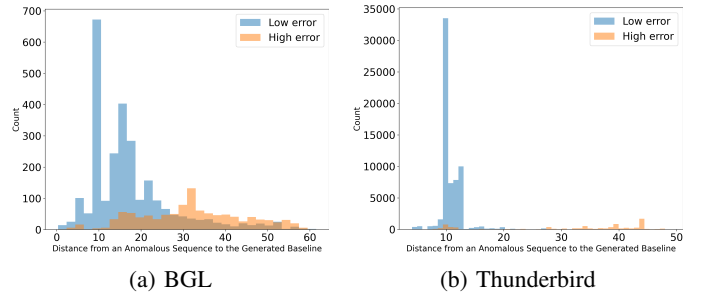 700
600
500
400
300
200
100
0
Count
0 10 20 30 40 50 60
Distance from an Anomalous Sequence to the Generated Baseline
Low error
High error
(a) BGL
35000
30000
25000
20000
15000
10000
5000
0
Count
10 20 30 40 50
Distance from an Anomalous Sequence to the Generated Baseline
Low error
High error
(b) Thunderbird